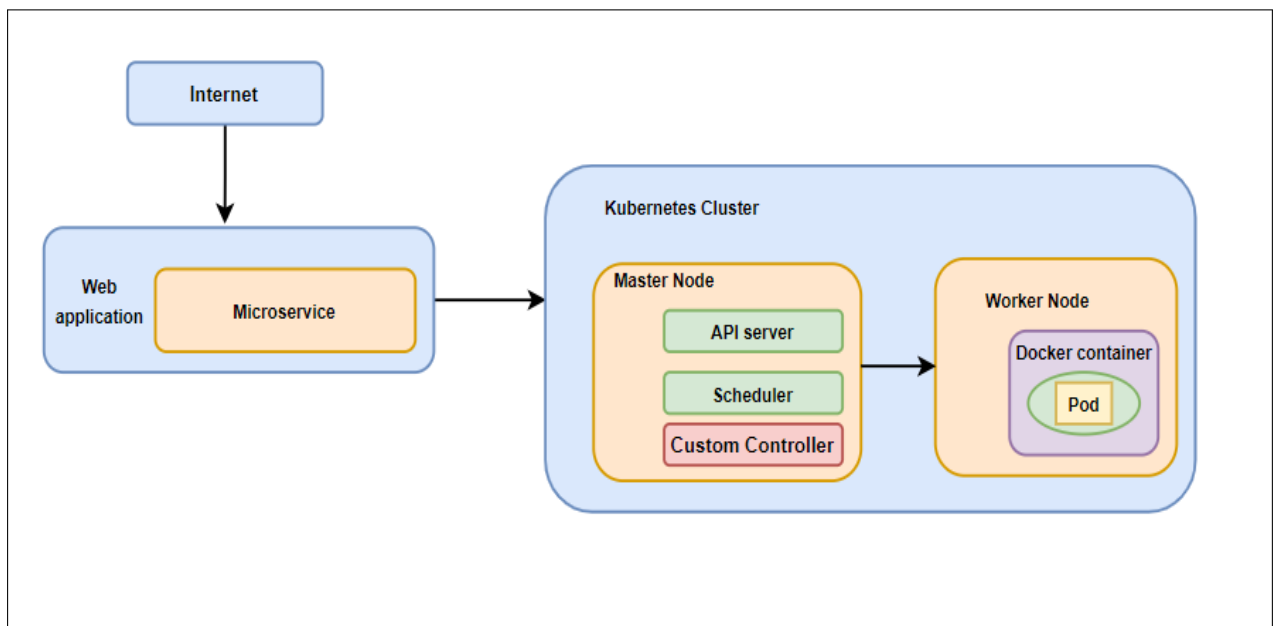 Internet
Web
application
Microservice
Kubernetes Cluster
Master Node
API server
Scheduler
Custom Controller
Worker Node
Docker container
Pod